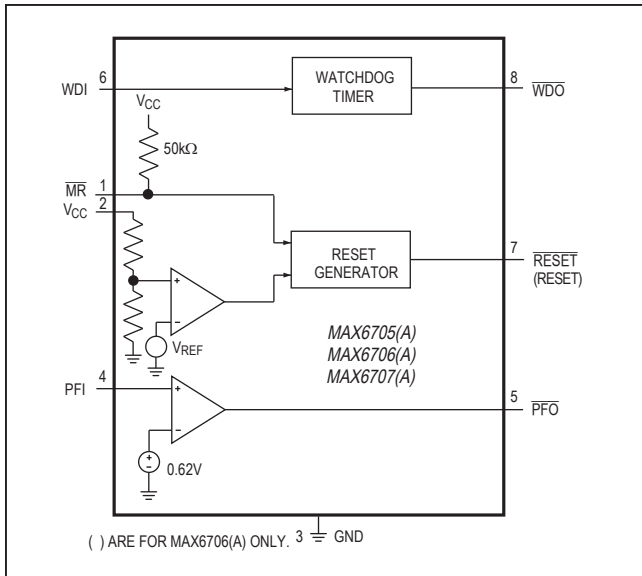 WATCHDOG
TIMER
6
WDI
8
WDO
VCC
50kΩ
1
MR
2
VCC
RESET
GENERATOR
7
RESET
(RESET)
+
−
VREF
MAX6705(A)
MAX6706(A)
MAX6707(A)
4
PFI
+
−
5
PFO
+
−
0.62V
( ) ARE FOR MAX6706(A) ONLY.
3
GND